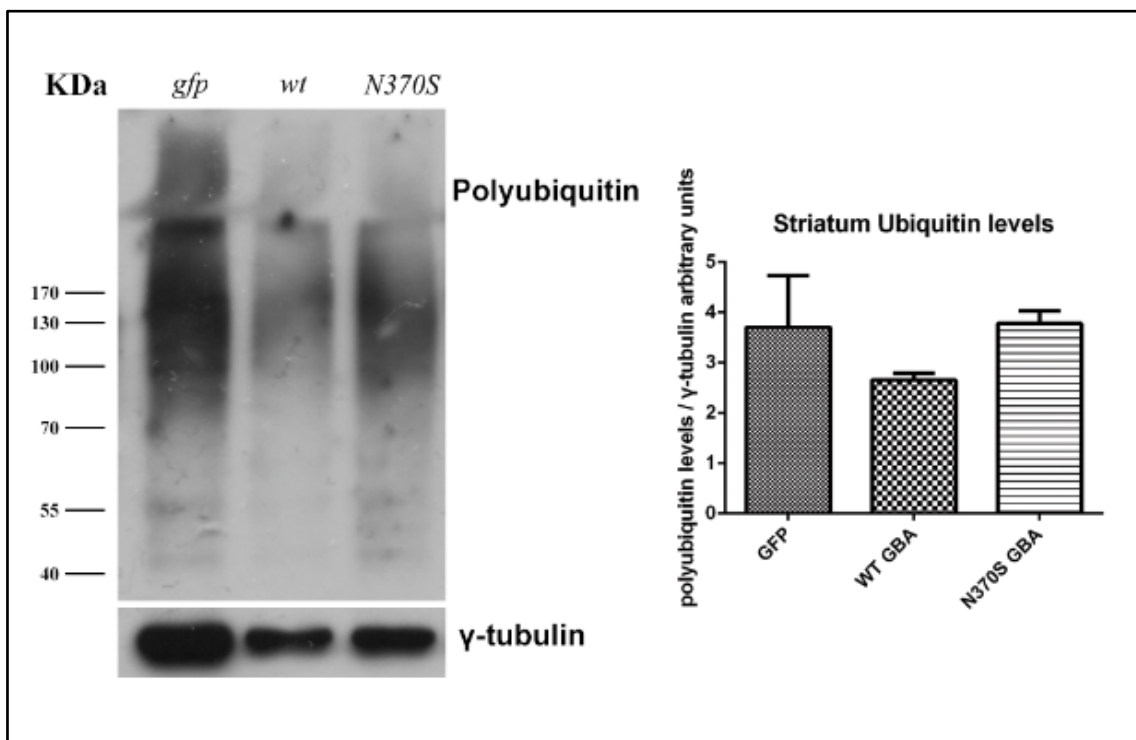 KDa gfp wt N370S
Polyubiquitin
170
130
100
70
55
40
γ-tubulin
Striatum Ubiquitin levels
polyubiquitin levels / γ-tubulin arbitrary units
5
4
3
2
1
0
GFP
WT GBA
N370S GBA